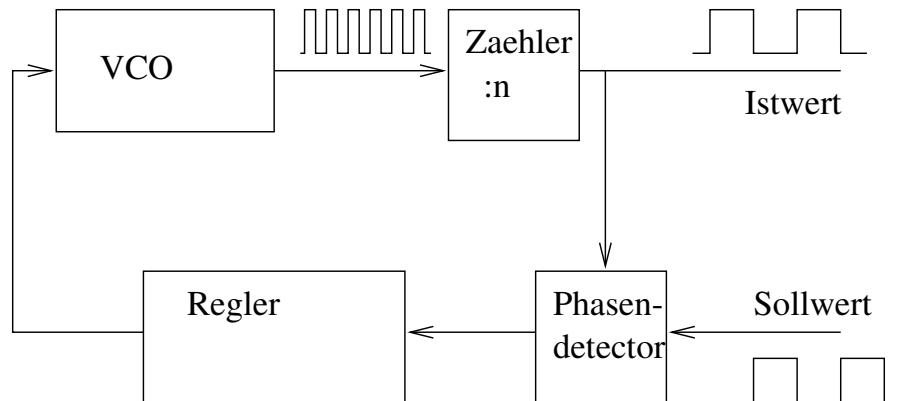 VCO
Zaehler
:n
Istwert
Regler
Phasen-
detector
Sollwert